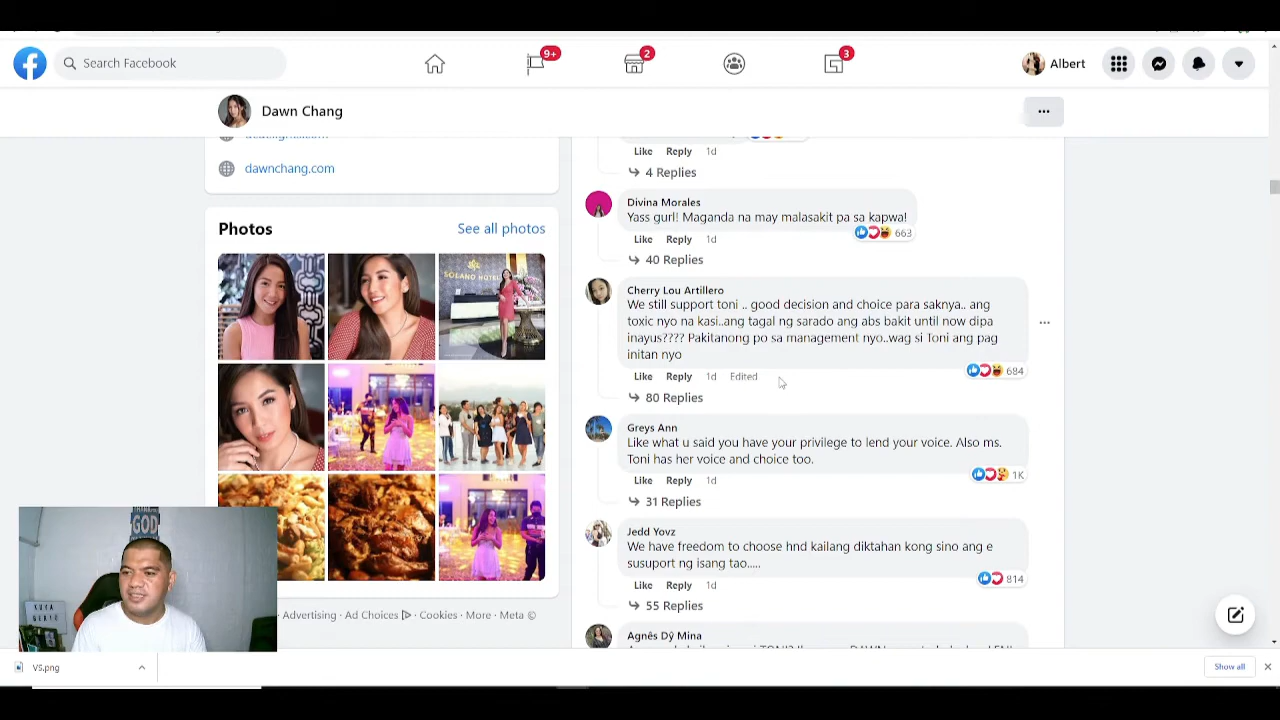 Search Facebook
9+
2
3
Albert
Dawn Chang
dawnchang.com
Photos
See all photos
SOLANO HOTEL
Advertising · Ad Choices · Cookies · More · Meta ©
Like Reply 1d
4 Replies
Divina Morales
Yass gurl! Maganda na may malasakit pa sa kapwa!
663
Like Reply 1d
40 Replies
Cherry Lou Artillero
We still support toni .. good decision and choice para saknya.. ang
toxic nyo na kasi..ang tagal ng sarado ang abs bakit until now dipa
inayus???? Pakitanong po sa management nyo..wag si Toni ang pag
initan nyo
684
Like Reply 1d Edited
80 Replies
Greys Ann
Like what u said you have your privilege to lend your voice. Also ms.
Toni has her voice and choice too.
1K
Like Reply 1d
31 Replies
Jedd Yovz
We have freedom to choose hnd kailang diktahan kong sino ang e
susuport ng isang tao.....
814
Like Reply 1d
55 Replies
Agnês Dŷ Mina
GOD
VS.png
Show all